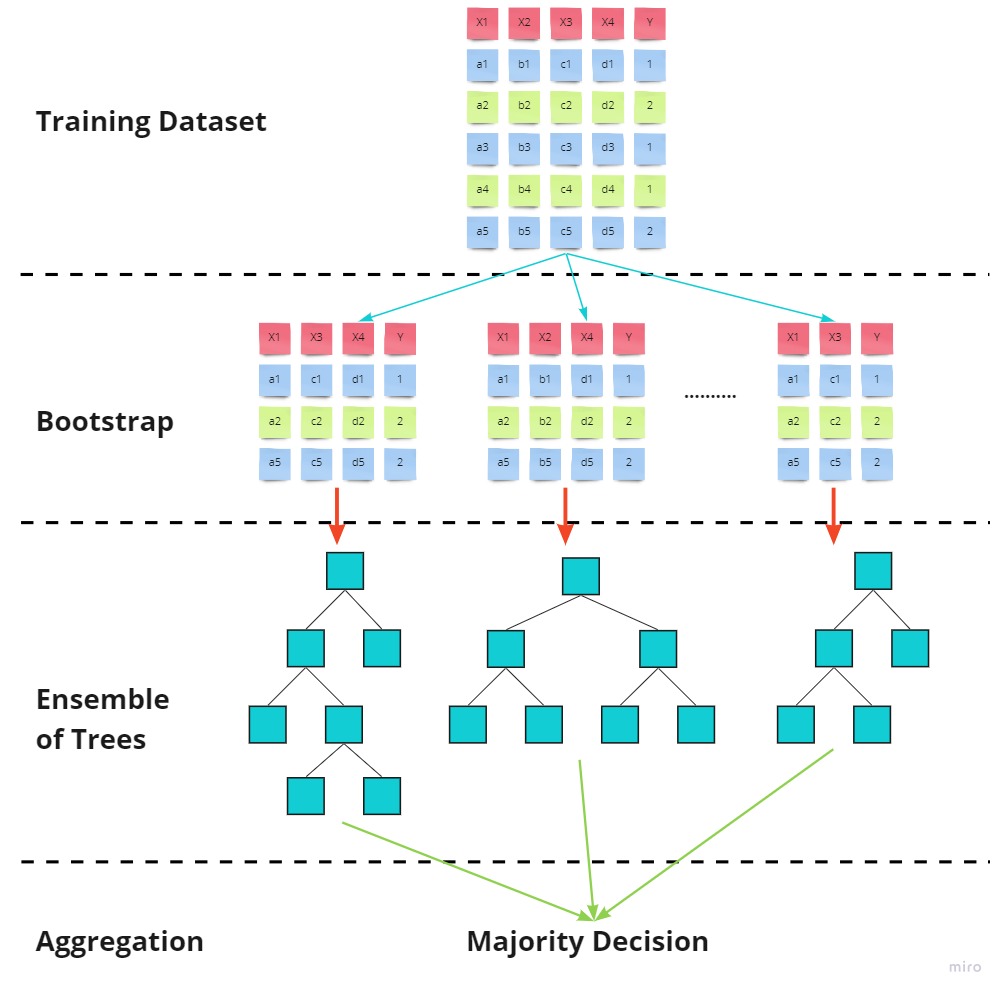 X1 X2 X3 X4 Y
a1 b1 c1 d1 1
a2 b2 c2 d2 2
Training Dataset
a3 b3 c3 d3 1
a4 b4 c4 d4 1
a5 b5 c5 d5 2
X1 X3 X4 Y X1 X2 X4 Y X1 X3 Y
a1 c1 d1 1 a1 b1 d1 1 a1 c1 1
..........
Bootstrap
a2 c2 d2 2 a2 b2 d2 2 a2 c2 2
a5 c5 d5 2 a5 b5 d5 2 a5 c5 2
Ensemble
of Trees
Aggregation Majority Decision
miro